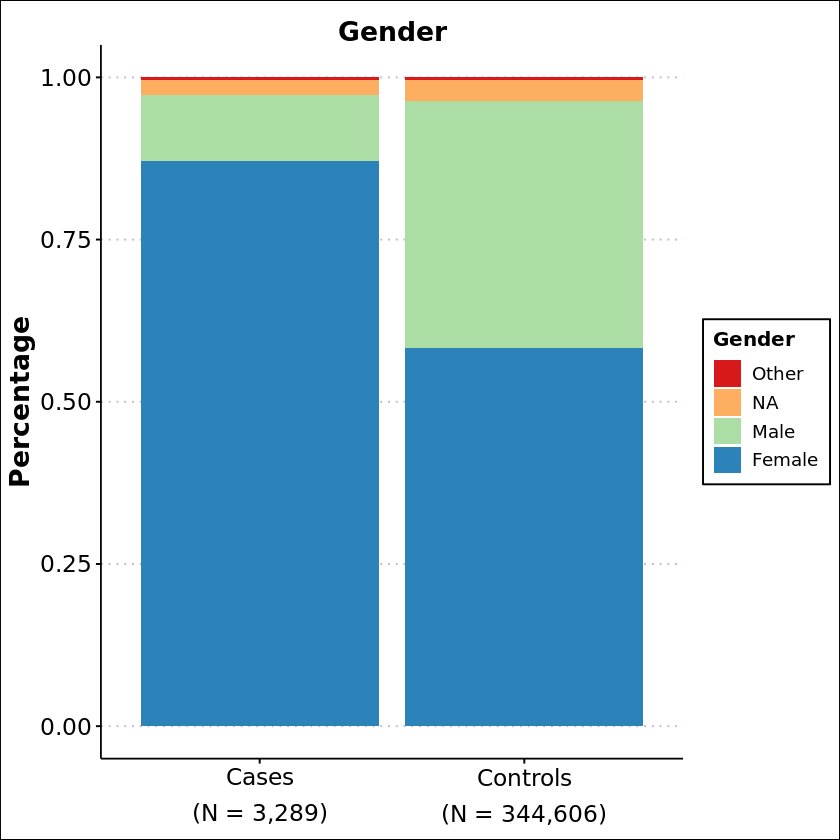 Gender
Percentage
1.00
0.75
0.50
0.25
0.00
Cases
(N = 3,289)
Controls
(N = 344,606)
Gender
Other
NA
Male
Female